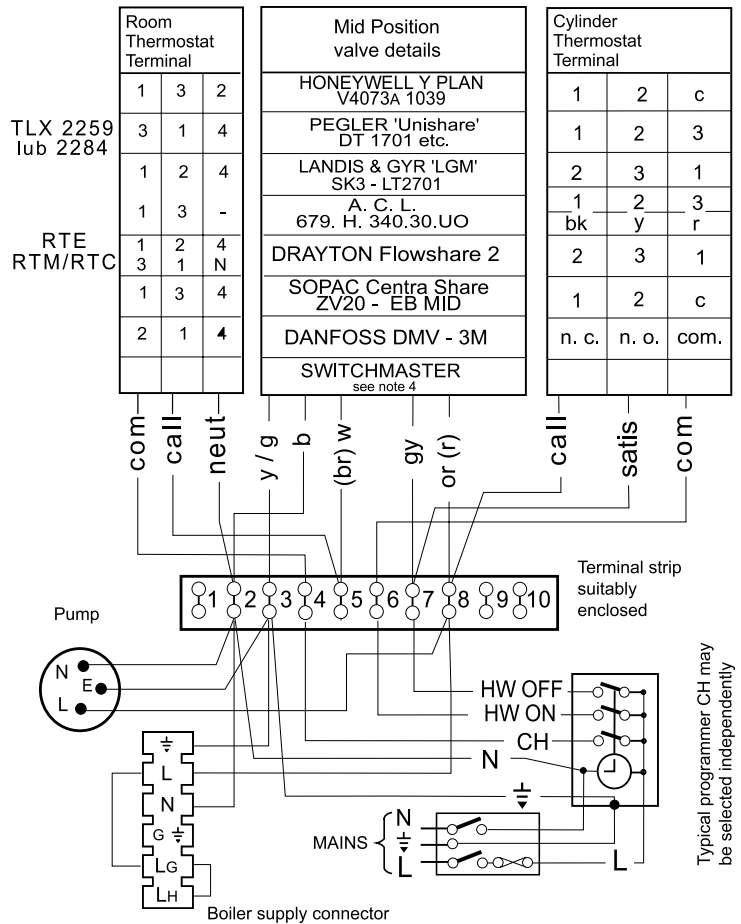 Room
Thermostat
Terminal
1 3 2
TLX 2259 3 1 4
Iub 2284
1 2 4
1 3 -
RTE 1 2 4
RTM/RTC 3 1 N
1 3 4
2 1 4
Mid Position
valve details
HONEYWELL Y PLAN
V4073A 1039
PEGLER 'Unishare'
DT 1701 etc.
LANDIS & GYR 'LGM'
SK3 - LT2701
A. C. L.
679. H. 340.30.UO
DRAYTON Flowshare 2
SOPAC Centra Share
ZV20 - EB MID
DANFOSS DMV - 3M
SWITCHMASTER
see note 4
Cylinder
Thermostat
Terminal
1 2 c
1 2 3
2 3 1
1 2 3
bk y r
2 3 1
1 2 c
n. c. n. o. com.
com
call
neut
y / g
b
(br) w
gy
or (r)
call
satis
com
1 2 3 4 5 6 7 8 9 10
Terminal strip
suitably
enclosed
Pump
N
E
L
HW OFF
HW ON
CH
N
Typical programmer CH may
be selected independently
L
N
G
LG
LH
Boiler supply connector
MAINS
N
L
L